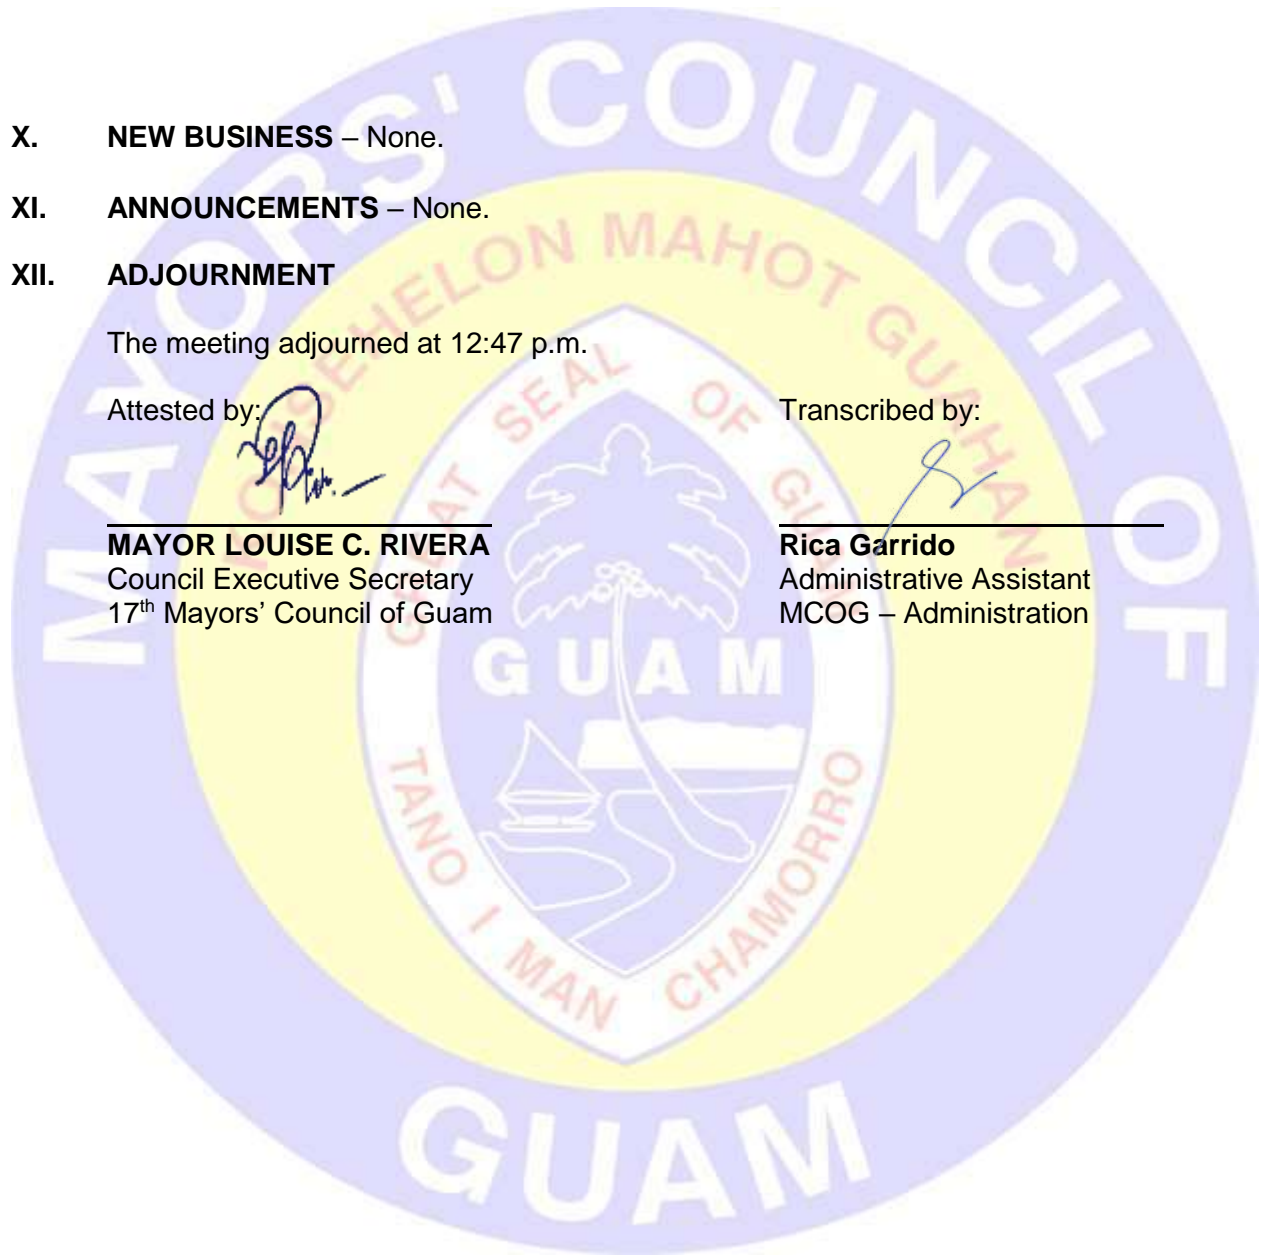 X. NEW BUSINESS – None.
XI. ANNOUNCEMENTS – None.
XII. ADJOURNMENT
The meeting adjourned at 12:47 p.m.
Attested by: Transcribed by:
MAYOR LOUISE C. RIVERA Rica Garrido
Council Executive Secretary Administrative Assistant
17th Mayors' Council of Guam MCOG – Administration
MAYORS' COUNCIL OF
GUAM
KONSEHELON MAHOT GUAHAN
GREAT SEAL OF GUAM
GUAM
TANO I MAN CHAMORRO